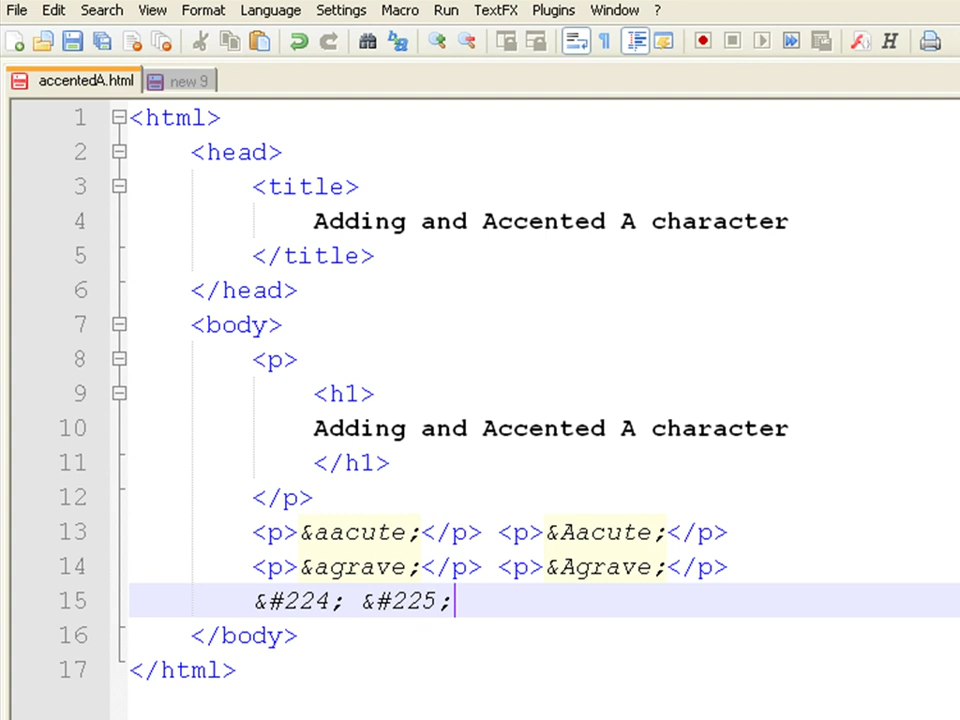 File Edit Search View Format Language Settings Macro Run TextFX Plugins Window ?
accentedA.html new 9
1 <html>
2 <head>
3 <title>
4 Adding and Accented A character
5 </title>
6 </head>
7 <body>
8 <p>
9 <h1>
10 Adding and Accented A character
11 </h1>
12 </p>
13 <p>&aacute;</p> <p>&Aacute;</p>
14 <p>&agrave;</p> <p>&Agrave;</p>
15 &#224; &#225;
16 </body>
17 </html>